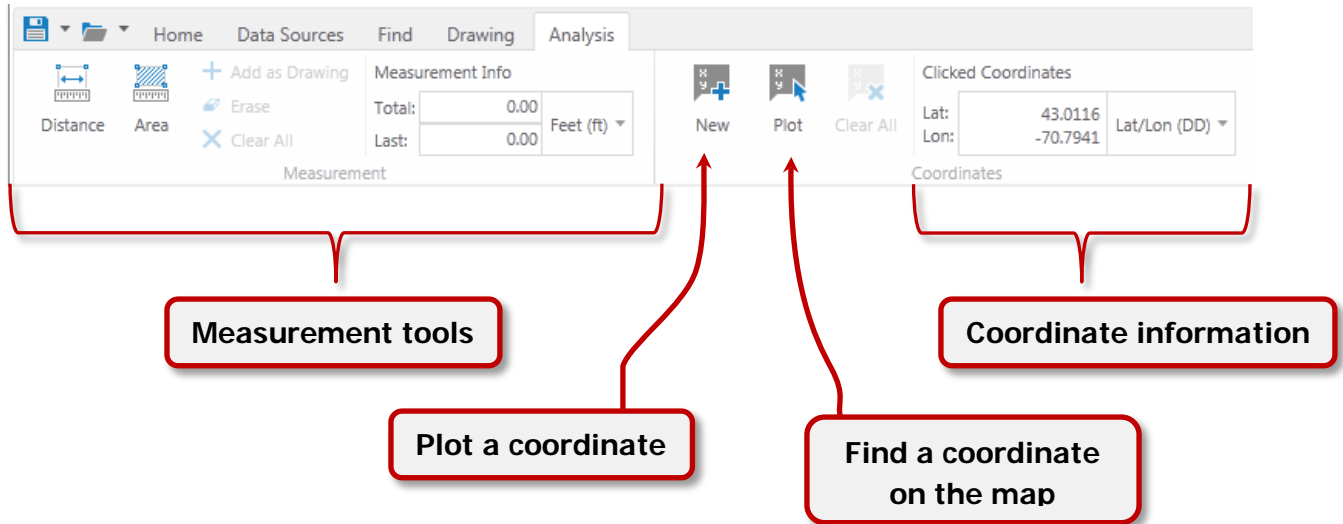 Home Data Sources Find Drawing Analysis
Distance
Area
Add as Drawing
Erase
Clear All
Measurement Info
Total: 0.00
Last: 0.00
Feet (ft)
Measurement
x y
New
x y
Plot
x y
Clear All
Clicked Coordinates
Lat: 43.0116
Lon: -70.7941
Lat/Lon (DD)
Coordinates
Measurement tools
Coordinate information
Plot a coordinate
Find a coordinate
on the map